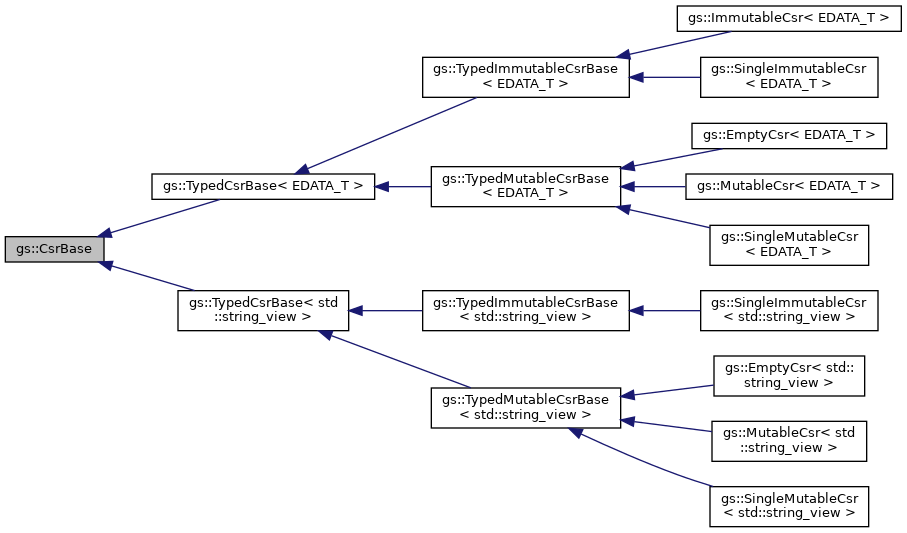 gs::ImmutableCsr< EDATA_T >
gs::TypedImmutableCsrBase
< EDATA_T >
gs::SingleImmutableCsr
< EDATA_T >
gs::EmptyCsr< EDATA_T >
gs::TypedCsrBase< EDATA_T >
gs::TypedMutableCsrBase
< EDATA_T >
gs::MutableCsr< EDATA_T >
gs::CsrBase
gs::SingleMutableCsr
< EDATA_T >
gs::TypedCsrBase< std
::string_view >
gs::TypedImmutableCsrBase
< std::string_view >
gs::SingleImmutableCsr
< std::string_view >
gs::EmptyCsr< std::
string_view >
gs::TypedMutableCsrBase
< std::string_view >
gs::MutableCsr< std
::string_view >
gs::SingleMutableCsr
< std::string_view >